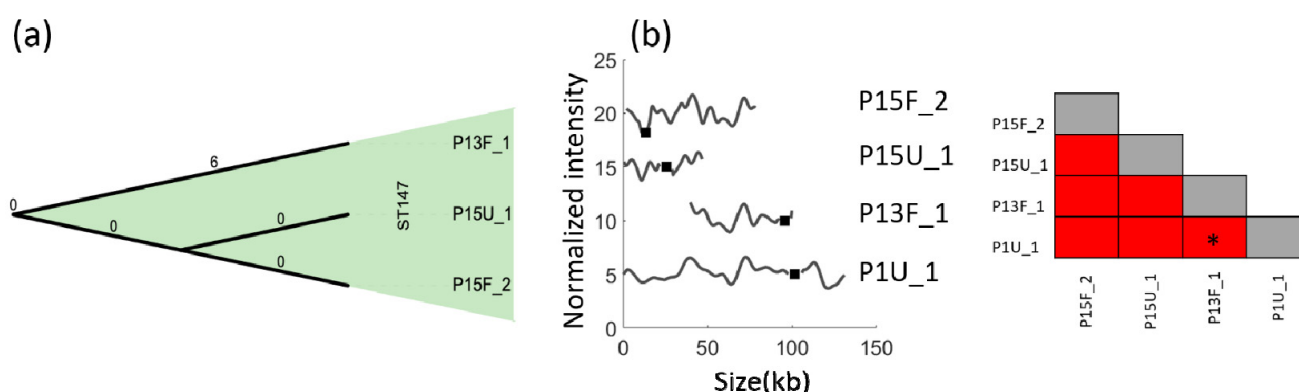 (a)
6
0
0
0
0
P13F_1
P15U_1
P15F_2
ST147
(b)
Normalized intensity
25
20
15
10
5
0
0
50
100
150
Size(kb)
P15F_2
P15U_1
P13F_1
P1U_1
P15F_2
P15U_1
P13F_1
P1U_1
*
P15F_2
P15U_1
P13F_1
P1U_1